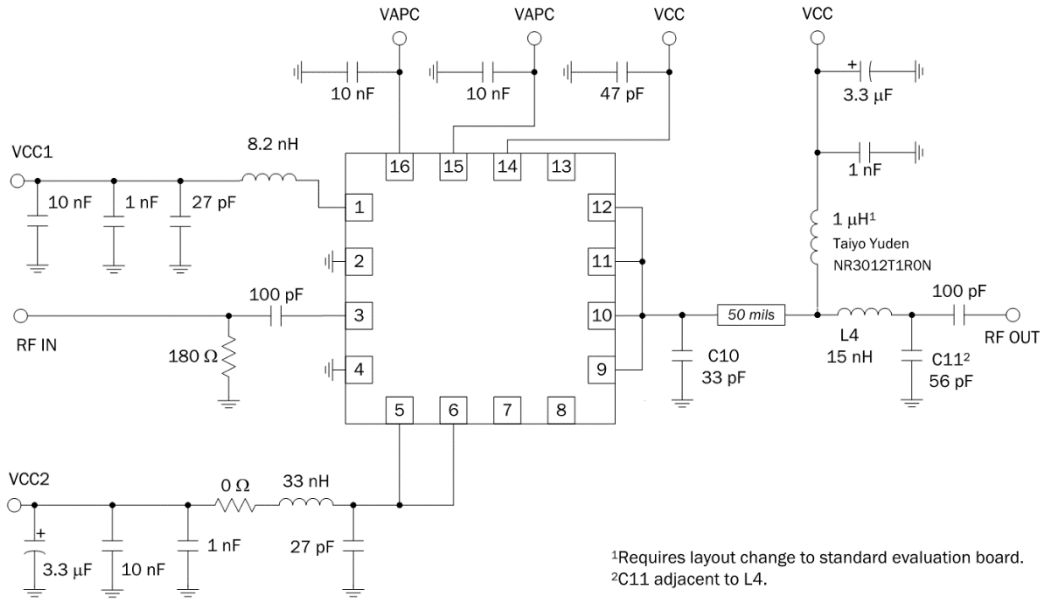 VAPC
VAPC
VCC
VCC
10 nF
10 nF
47 pF
+
3.3 µF
1 nF
VCC1
8.2 nH
10 nF
1 nF
27 pF
16
15
14
13
1
2
3
4
12
11
10
9
5
6
7
8
1 µH¹
Taiyo Yuden
NR3012T1R0N
RF IN
100 pF
180 Ω
50 mils
C10
33 pF
L4
15 nH
100 pF
RF OUT
C11²
56 pF
VCC2
0 Ω
33 nH
+
3.3 µF
10 nF
1 nF
27 pF
¹Requires layout change to standard evaluation board.
²C11 adjacent to L4.